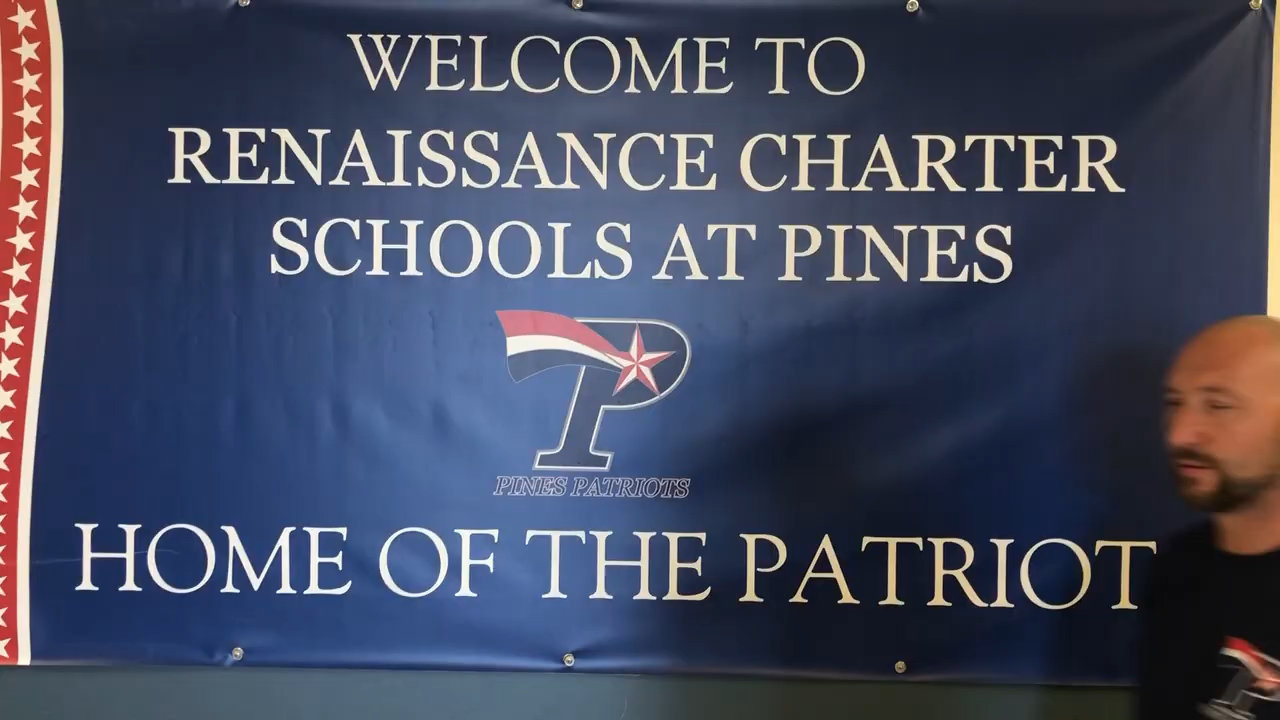 WELCOME TO
RENAISSANCE CHARTER
SCHOOLS AT PINES
P
PINES PATRIOTS
HOME OF THE PATRIOT
P